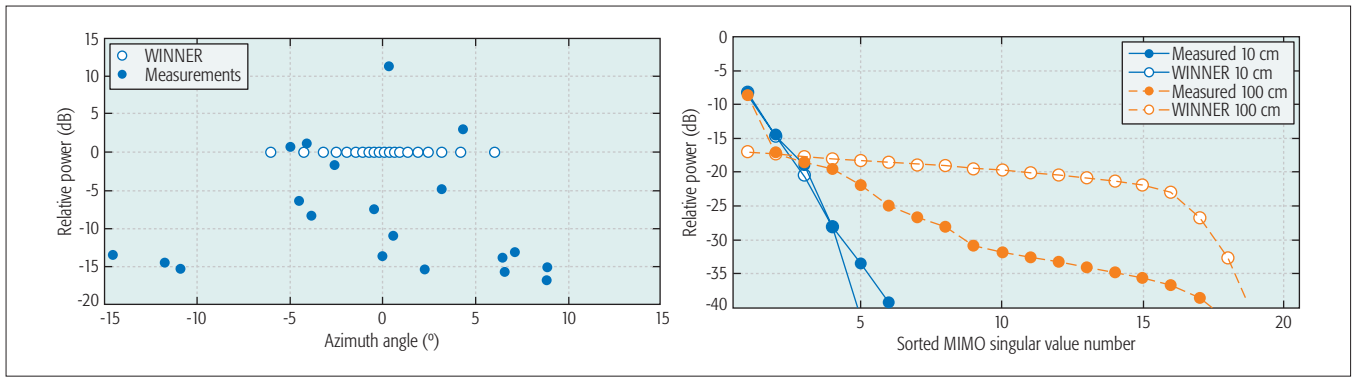 15
10
5
0
-5
-10
-15
-20
Relative power (dB)
WINNER
Measurements
-15
-10
-5
0
5
10
15
Azimuth angle (º)
0
-5
-10
-15
-20
-25
-30
-35
-40
Relative power (dB)
Measured 10 cm
WINNER 10 cm
Measured 100 cm
WINNER 100 cm
5
10
15
20
Sorted MIMO singular value number